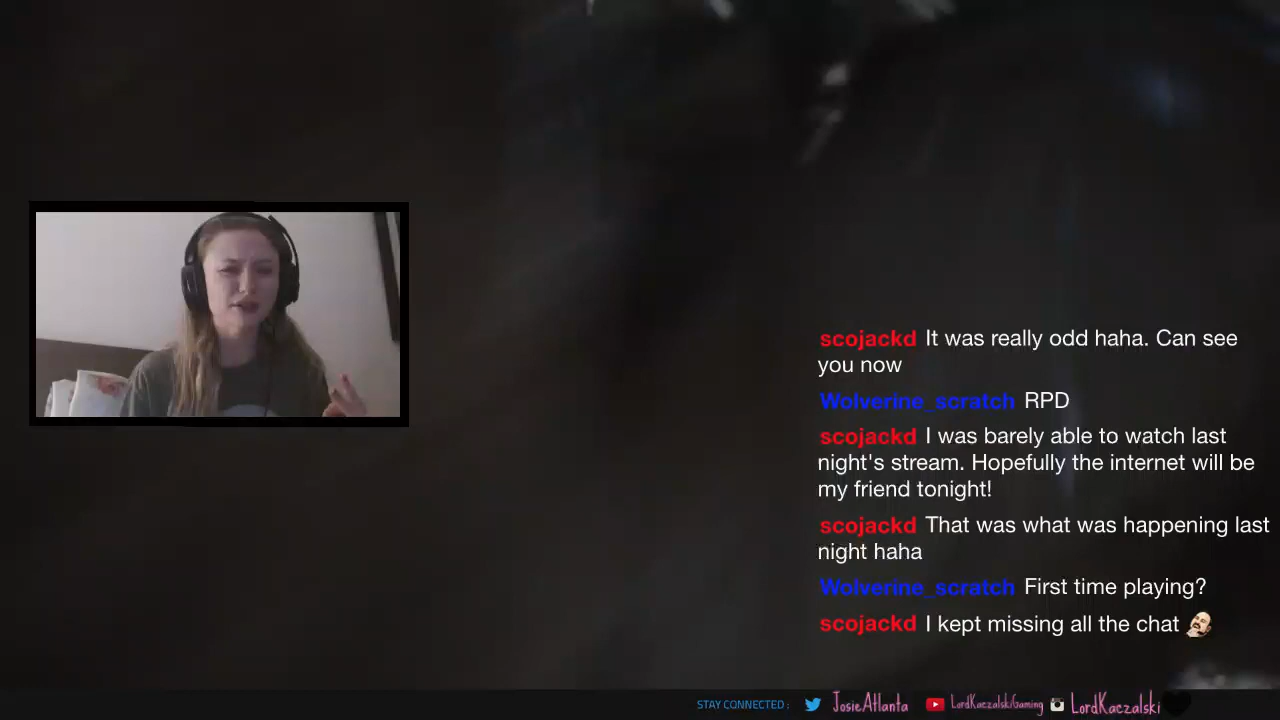 scojackd It was really odd haha. Can see
you now
Wolverine_scratch RPD
scojackd I was barely able to watch last
night's stream. Hopefully the internet will be
my friend tonight!
scojackd That was what was happening last
night haha
Wolverine_scratch First time playing?
scojackd I kept missing all the chat
STAY CONNECTED : JosieAtlanta LordKaczalskiGaming LordKaczalski